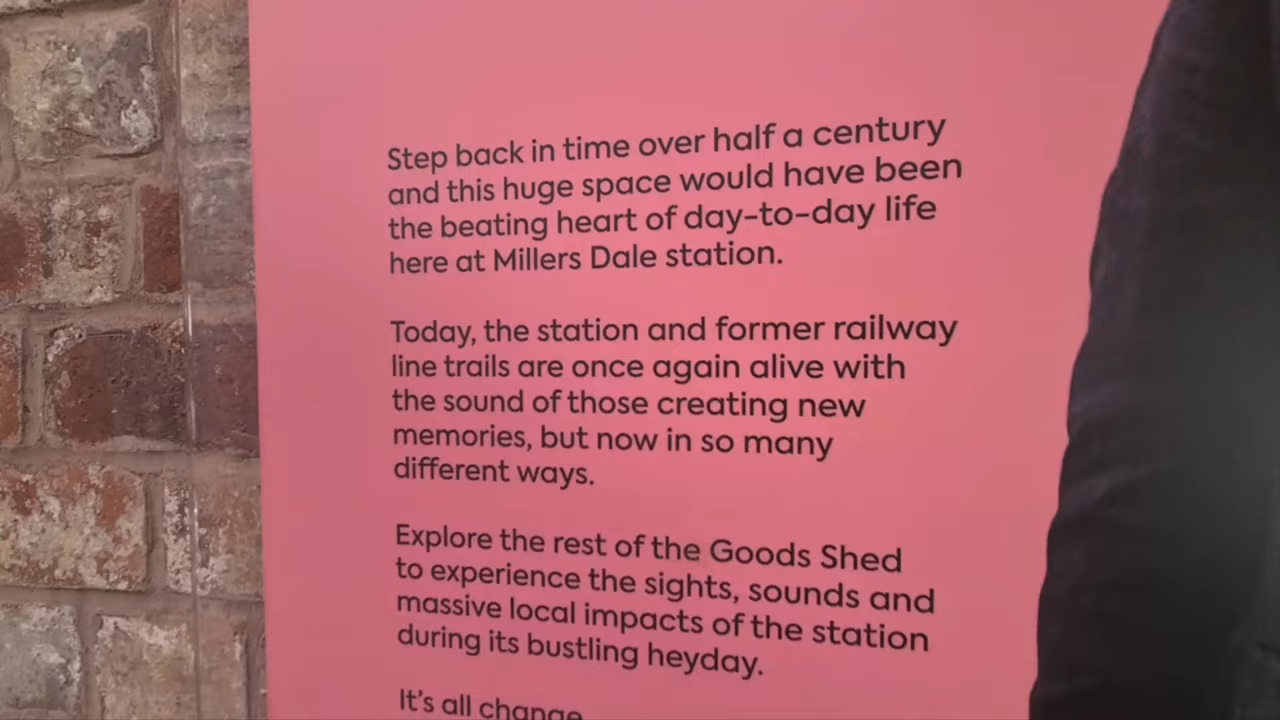 Step back in time over half a century
and this huge space would have been
the beating heart of day-to-day life
here at Millers Dale station.
Today, the station and former railway
line trails are once again alive with
the sound of those creating new
memories, but now in so many
different ways.
Explore the rest of the Goods Shed
to experience the sights, sounds and
massive local impacts of the station
during its bustling heyday.
It's all change